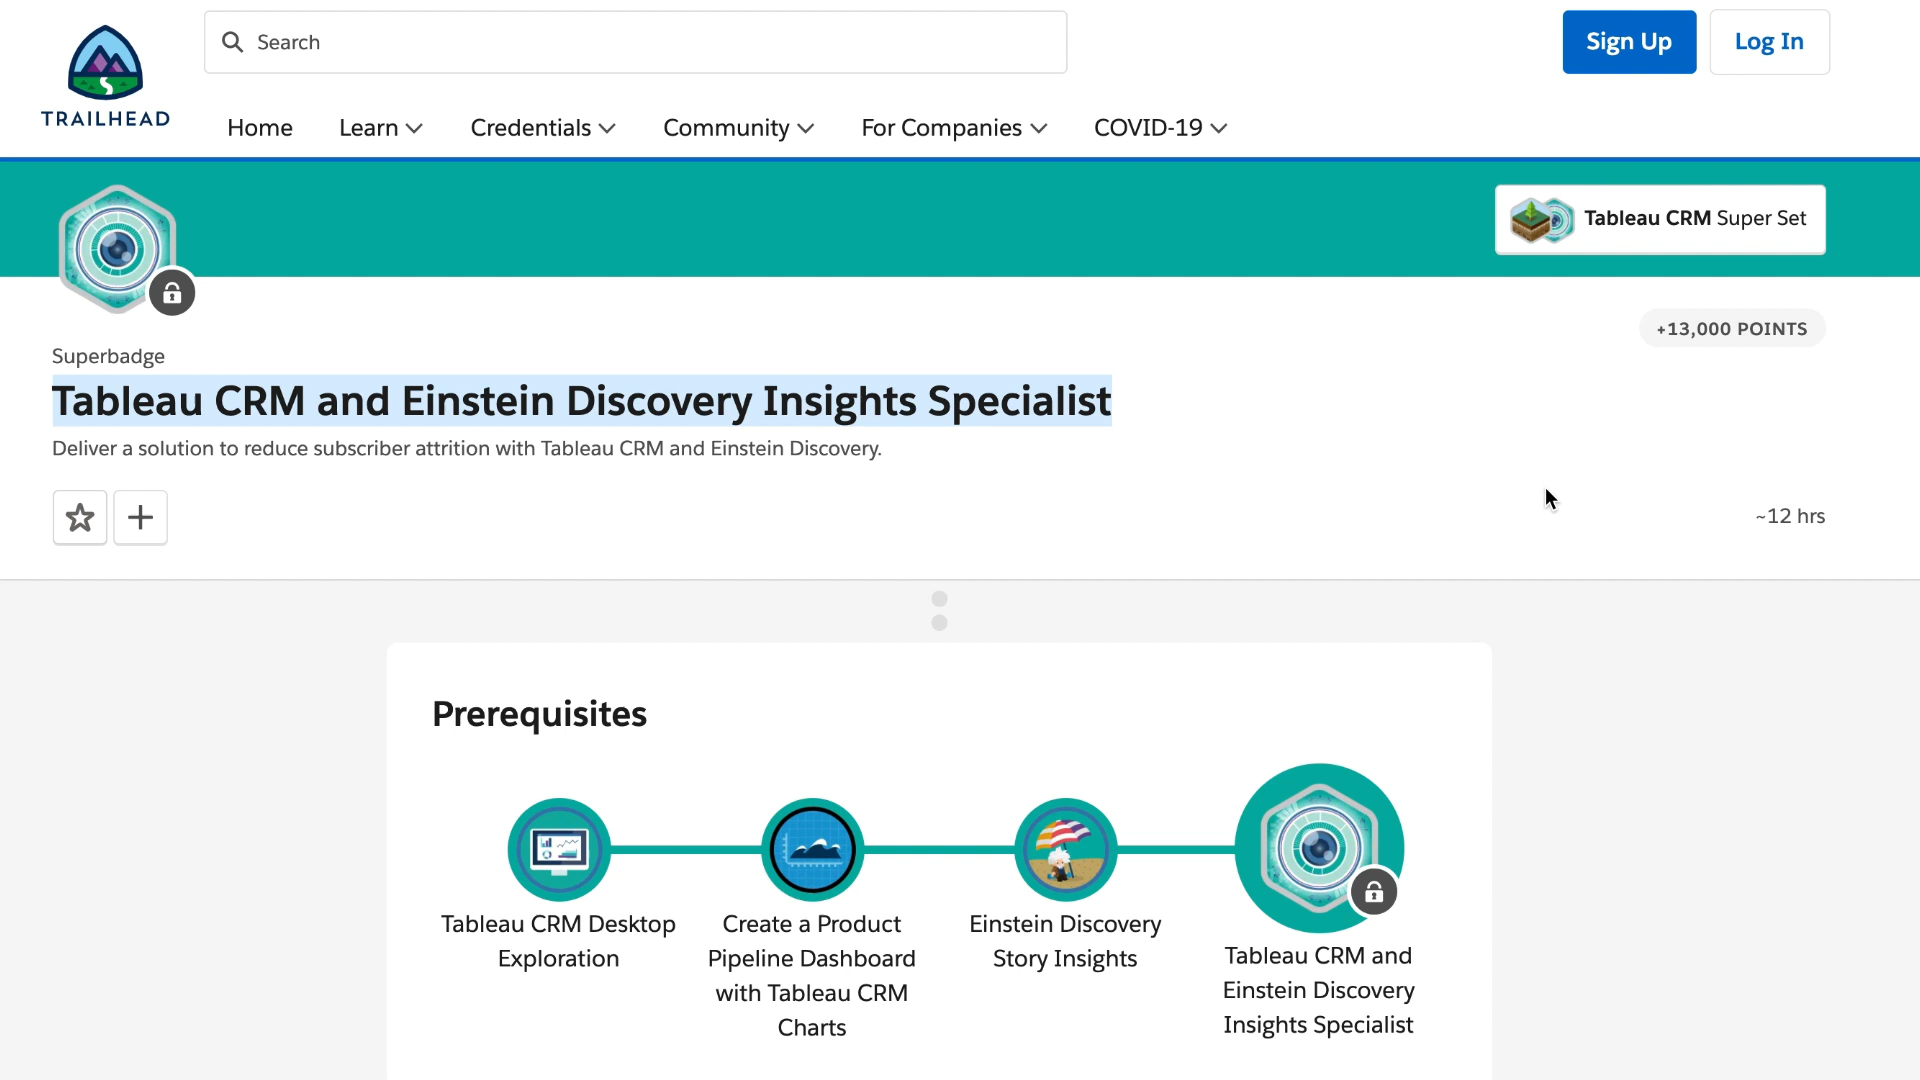 Search
Sign Up
Log In
TRAILHEAD
Home
Learn
Credentials
Community
For Companies
COVID-19
Tableau CRM Super Set
+13,000 POINTS
Superbadge
Tableau CRM and Einstein Discovery Insights Specialist
Deliver a solution to reduce subscriber attrition with Tableau CRM and Einstein Discovery.
~12 hrs
Prerequisites
Tableau CRM Desktop
Exploration
Create a Product
Pipeline Dashboard
with Tableau CRM
Charts
Einstein Discovery
Story Insights
Tableau CRM and
Einstein Discovery
Insights Specialist